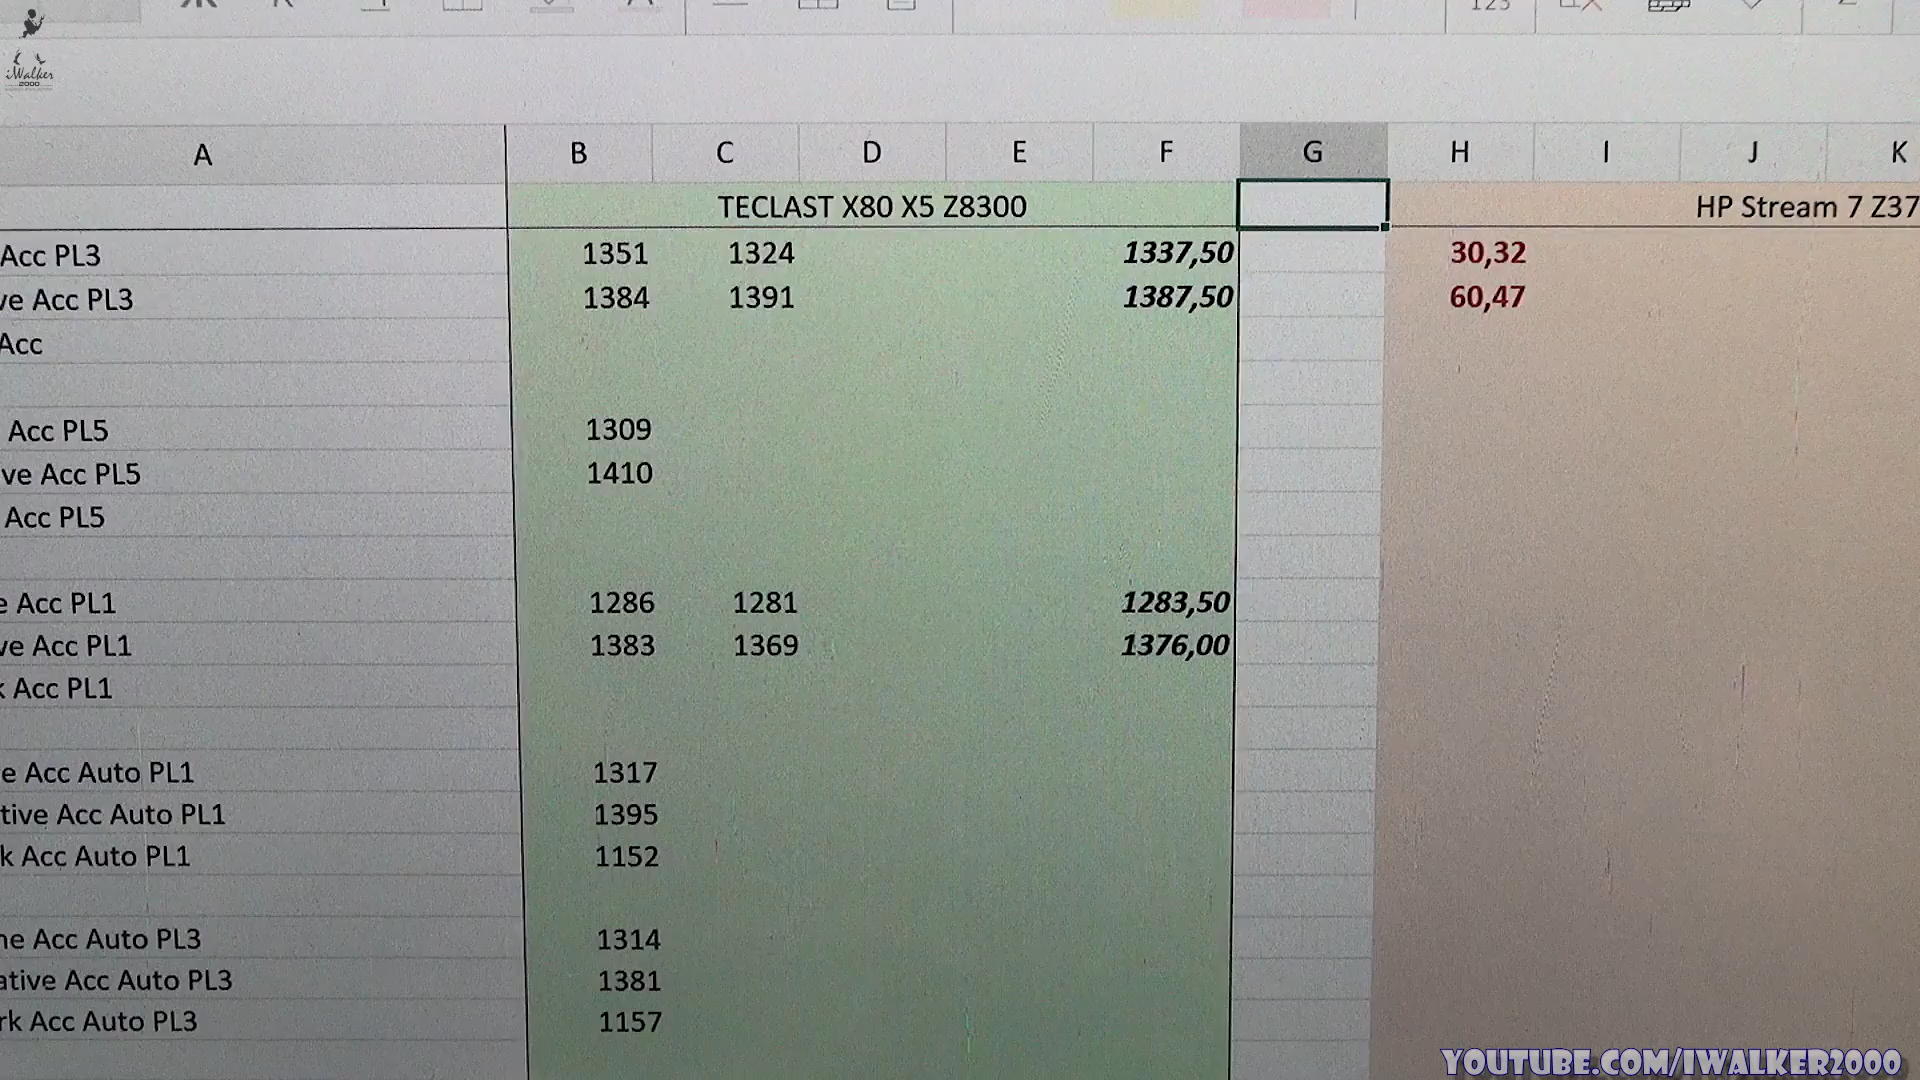 iWalker
2000
A B C D E F G H I J K
TECLAST X80 X5 Z8300 HP Stream 7 Z37
Acc PL3 1351 1324 1337,50 30,32
ve Acc PL3 1384 1391 1387,50 60,47
Acc
Acc PL5 1309
ve Acc PL5 1410
Acc PL5
e Acc PL1 1286 1281 1283,50
ve Acc PL1 1383 1369 1376,00
k Acc PL1
e Acc Auto PL1 1317
tive Acc Auto PL1 1395
k Acc Auto PL1 1152
ne Acc Auto PL3 1314
ative Acc Auto PL3 1381
rk Acc Auto PL3 1157
YOUTUBE.COM/IWALKER2000